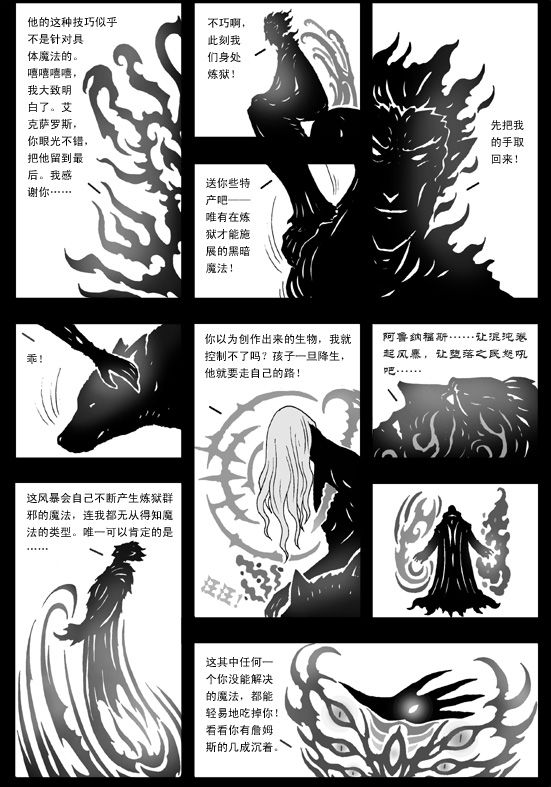 他的这种技巧似乎
不是针对具
体魔法的。
嘻嘻嘻嘻，
我大致明
白了。艾
克萨罗斯，
你眼光不错，
把他留到最
后。我感
谢你……
不巧啊，
此刻我
们身处
炼狱！
送你些特
产吧——
唯有在炼
狱才能施
展的黑暗
魔法！
先把我
的手取
回来！
乖！
你以为创作出来的生物，我就
控制不了吗？孩子一旦降生，
他就要走自己的路！
汪汪！
阿鲁纳福斯……让混沌卷
起风暴，让堕落之民怒吼
吧……
这风暴会自己不断产生炼狱群
邪的魔法，连我都无从得知魔
法的类型。唯一可以肯定的是
……
这其中任何一
个你没能解决
的魔法，都能
轻易地吃掉你！
看看你有詹姆
斯的几成沉着。